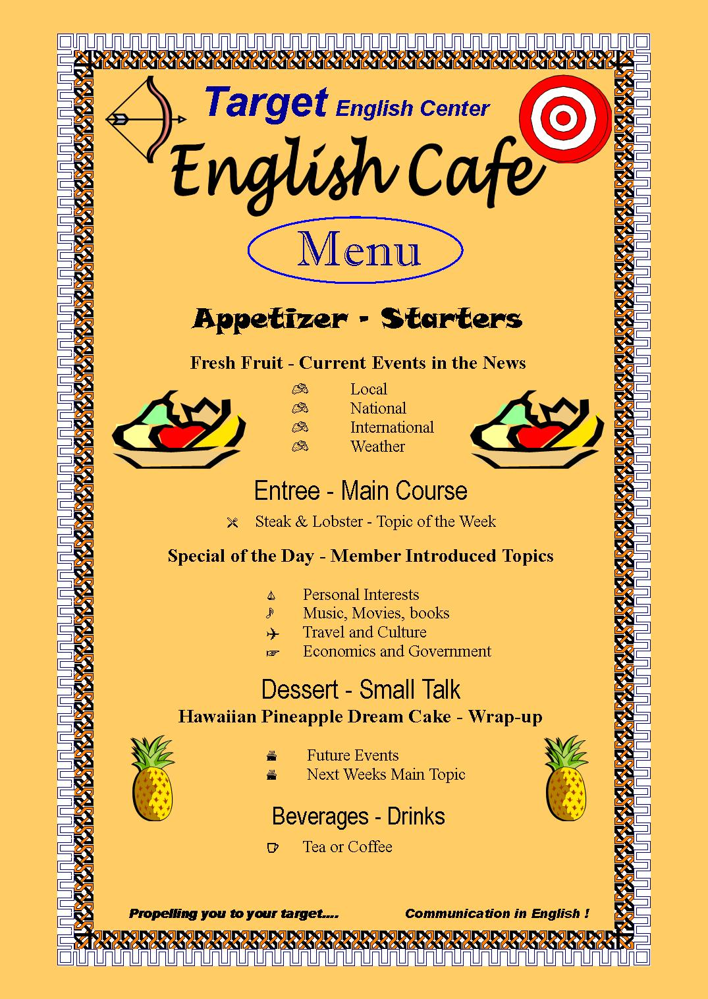 Target English Center
English Cafe
Menu
Appetizer - Starters
Fresh Fruit - Current Events in the News
Local
National
International
Weather
Entree - Main Course
Steak & Lobster - Topic of the Week
Special of the Day - Member Introduced Topics
Personal Interests
Music, Movies, books
Travel and Culture
Economics and Government
Dessert - Small Talk
Hawaiian Pineapple Dream Cake - Wrap-up
Future Events
Next Weeks Main Topic
Beverages - Drinks
Tea or Coffee
Propelling you to your target.... Communication in English !